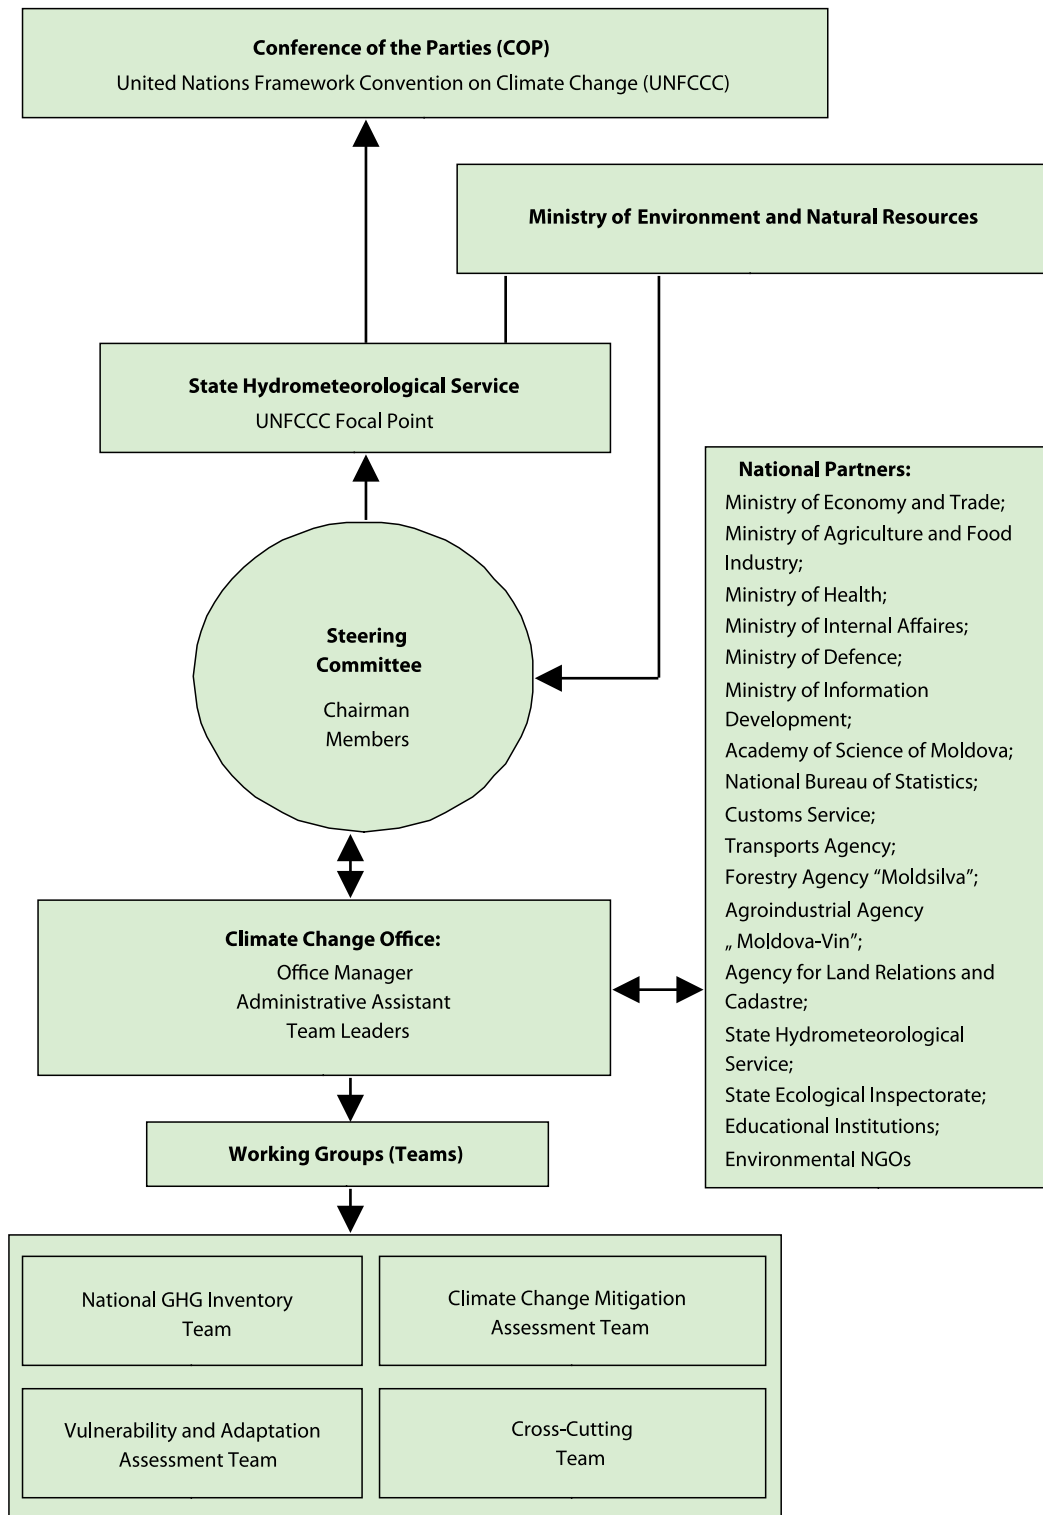 Conference of the Parties (COP)
United Nations Framework Convention on Climate Change (UNFCCC)
Ministry of Environment and Natural Resources
State Hydrometeorological Service
UNFCCC Focal Point
Steering
Committee
Chairman
Members
National Partners:
Ministry of Economy and Trade;
Ministry of Agriculture and Food
Industry;
Ministry of Health;
Ministry of Internal Affaires;
Ministry of Defence;
Ministry of Information
Development;
Academy of Science of Moldova;
National Bureau of Statistics;
Customs Service;
Transports Agency;
Forestry Agency “Moldsilva”;
Agroindustrial Agency
„ Moldova-Vin”;
Agency for Land Relations and
Cadastre;
State Hydrometeorological
Service;
State Ecological Inspectorate;
Educational Institutions;
Environmental NGOs
Climate Change Office:
Office Manager
Administrative Assistant
Team Leaders
Working Groups (Teams)
National GHG Inventory
Team
Climate Change Mitigation
Assessment Team
Vulnerability and Adaptation
Assessment Team
Cross-Cutting
Team